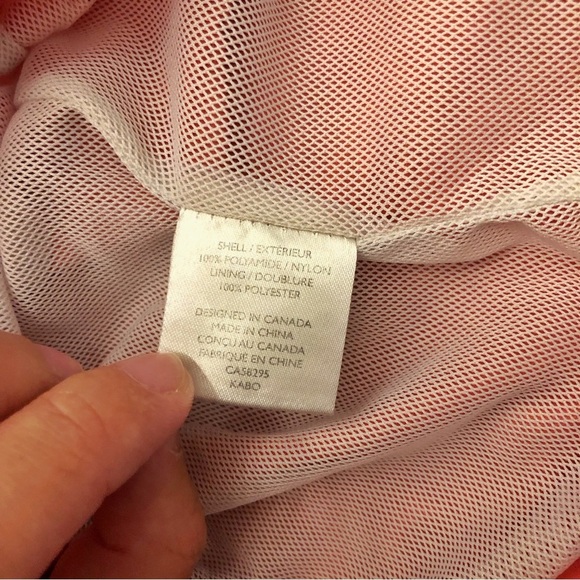 SHELL / EXTÉRIEUR
100% POLYAMIDE / NYLON
LINING / DOUBLURE
100% POLYESTER
DESIGNED IN CANADA
MADE IN CHINA
CONÇU AU CANADA
FABRIQUÉ EN CHINE
CA58295
KABO